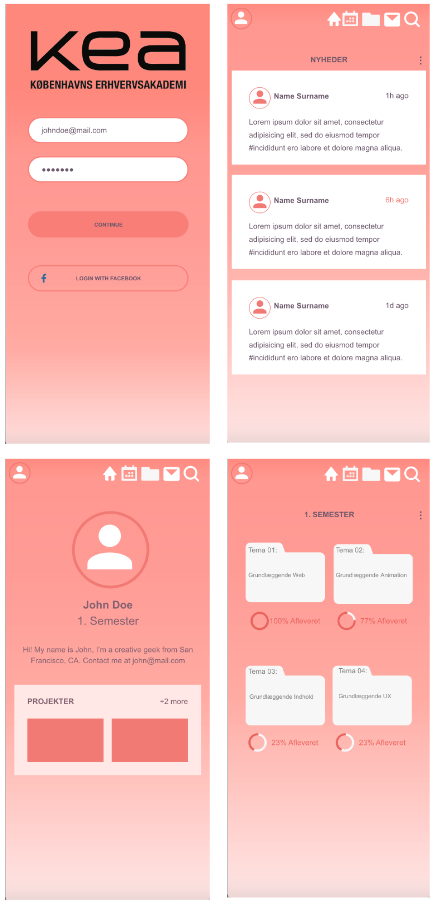 kea
KØBENHAVNS ERHVERVSAKADEMI
johndoe@mail.com
CONTINUE
f LOGIN WITH FACEBOOK
NYHEDER
Name Surname 1h ago
Lorem ipsum dolor sit amet, consectetur
adipisicing elit, sed do eiusmod tempor
#incididunt ero labore et dolore magna aliqua.
Name Surname 6h ago
Lorem ipsum dolor sit amet, consectetur
adipisicing elit, sed do eiusmod tempor
#incididunt ero labore et dolore magna aliqua.
Name Surname 1d ago
Lorem ipsum dolor sit amet, consectetur
adipisicing elit, sed do eiusmod tempor
#incididunt ero labore et dolore magna aliqua.
John Doe
1. Semester
Hi! My name is John, I'm a creative geek from San
Francisco, CA. Contact me at john@mail.com
PROJEKTER +2 more
1. SEMESTER
Tema 01: Tema 02:
Grundlæggende Web Grundlæggende Animation
100% Afleveret 77% Afleveret
Tema 03: Tema 04:
Grundlæggende Indhold Grundlæggende UX
23% Afleveret 23% Afleveret